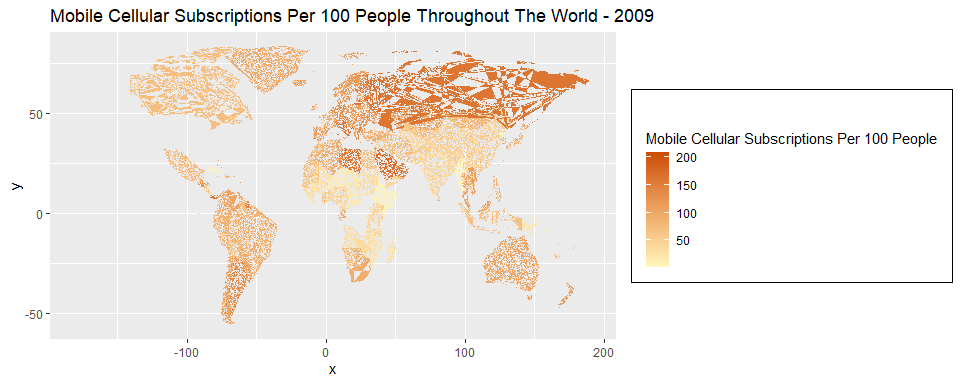 Mobile Cellular Subscriptions Per 100 People Throughout The World - 2009
y
50
0
-50
-100
0
100
200
x
Mobile Cellular Subscriptions Per 100 People
200
150
100
50